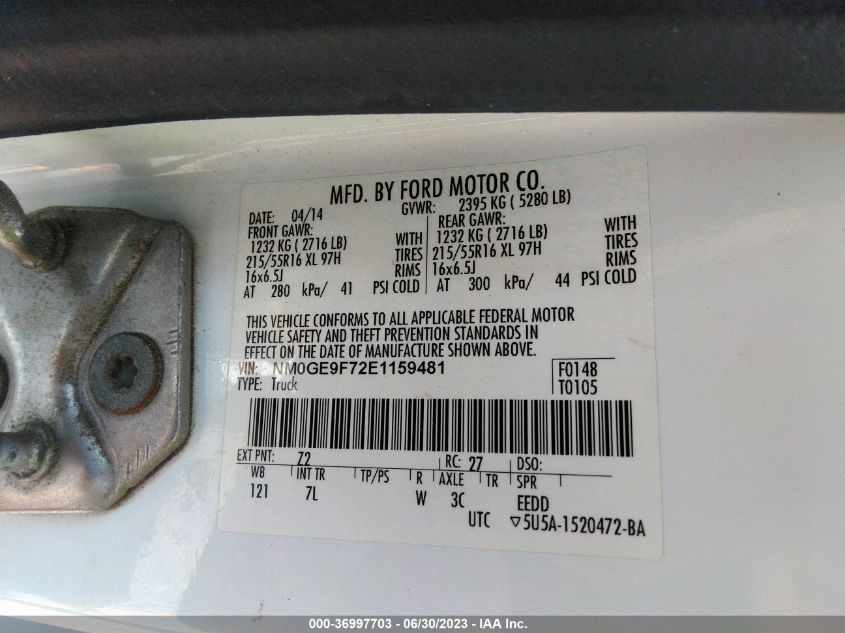 MFD. BY FORD MOTOR CO.
DATE: 04/14 GVWR: 2395 KG ( 5280 LB)
FRONT GAWR: REAR GAWR:
1232 KG ( 2716 LB) WITH 1232 KG ( 2716 LB) WITH
215/55R16 XL 97H TIRES 215/55R16 XL 97H TIRES
16x6.5J RIMS 16x6.5J RIMS
AT 280 kPa/ 41 PSI COLD AT 300 kPa/ 44 PSI COLD
THIS VEHICLE CONFORMS TO ALL APPLICABLE FEDERAL MOTOR
VEHICLE SAFETY AND THEFT PREVENTION STANDARDS IN
EFFECT ON THE DATE OF MANUFACTURE SHOWN ABOVE.
VIN: NM0GE9F72E1159481 F0148
TYPE: Truck T0105
EXT PNT: Z2 RC: 27 DSO:
WB INT TR TP/PS R AXLE TR SPR
121 7L W 3C EEDD
UTC ▽5U5A-1520472-BA
000-36997703 - 06/30/2023 - IAA Inc.